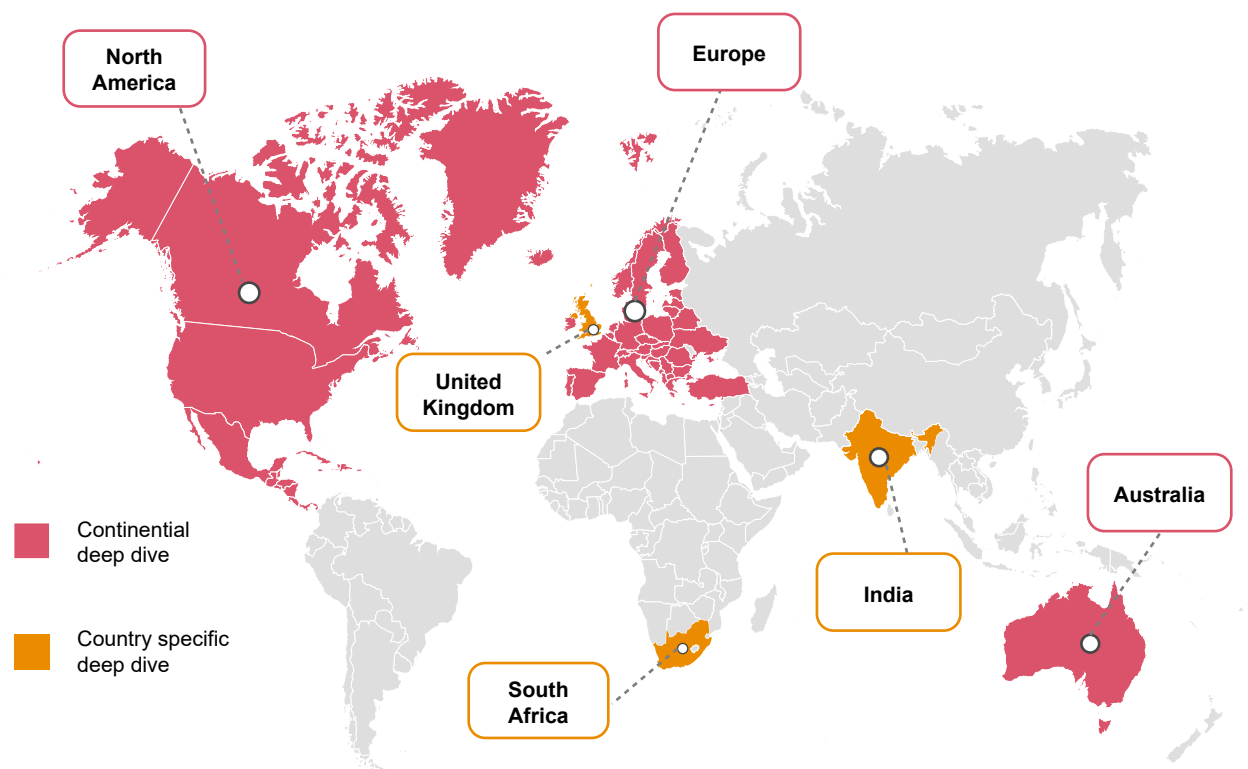 North
America
Europe
United
Kingdom
Australia
Continential
deep dive
India
Country specific
deep dive
South
Africa